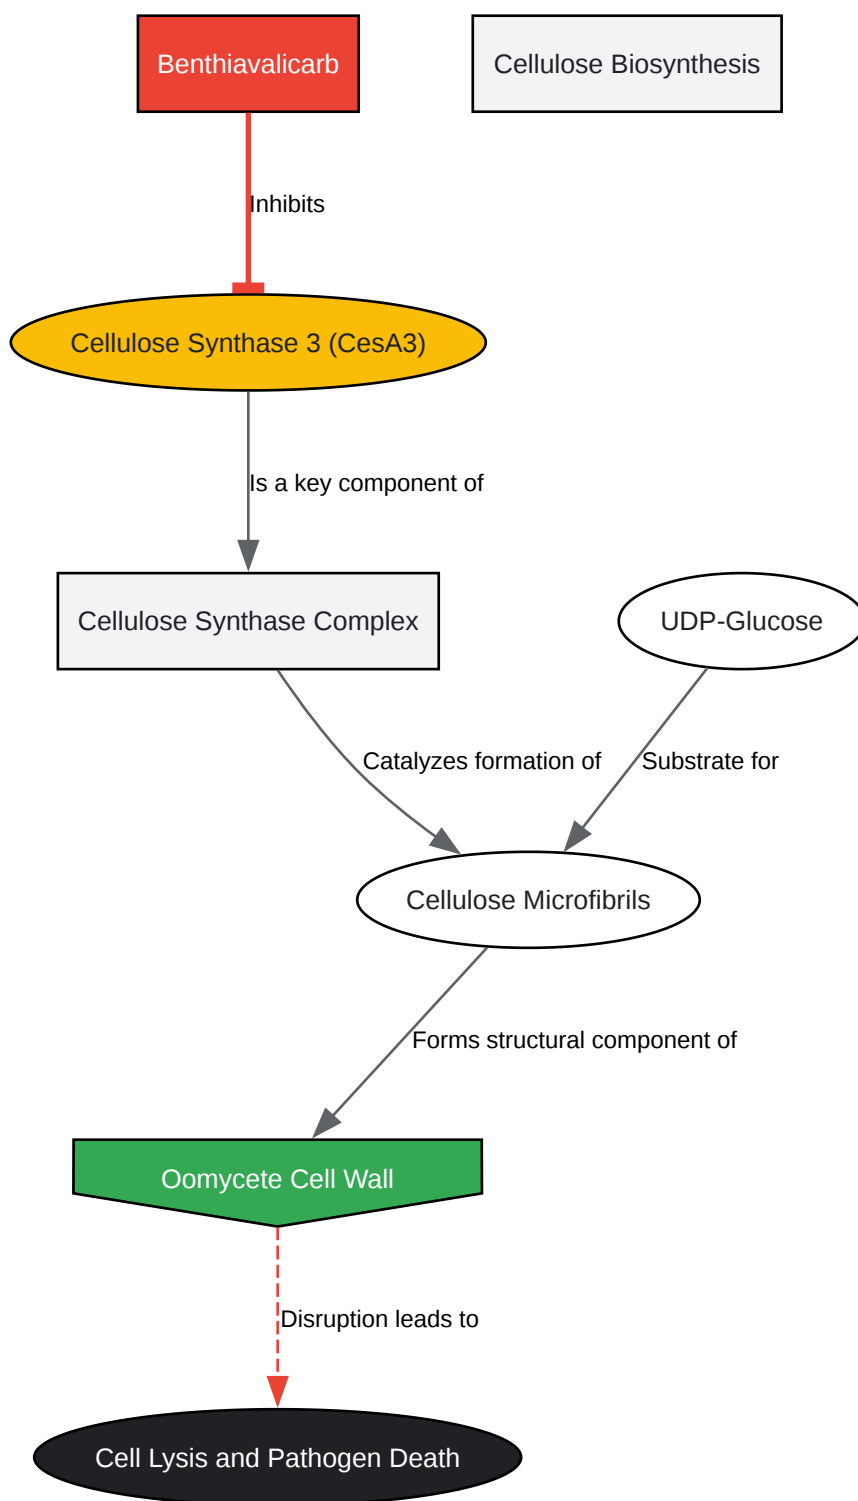 Benthiavalicarb
Cellulose Biosynthesis
Inhibits
Cellulose Synthase 3 (CesA3)
Is a key component of
Cellulose Synthase Complex
UDP-Glucose
Catalyzes formation of
Substrate for
Cellulose Microfibrils
Forms structural component of
Oomycete Cell Wall
Disruption leads to
Cell Lysis and Pathogen Death